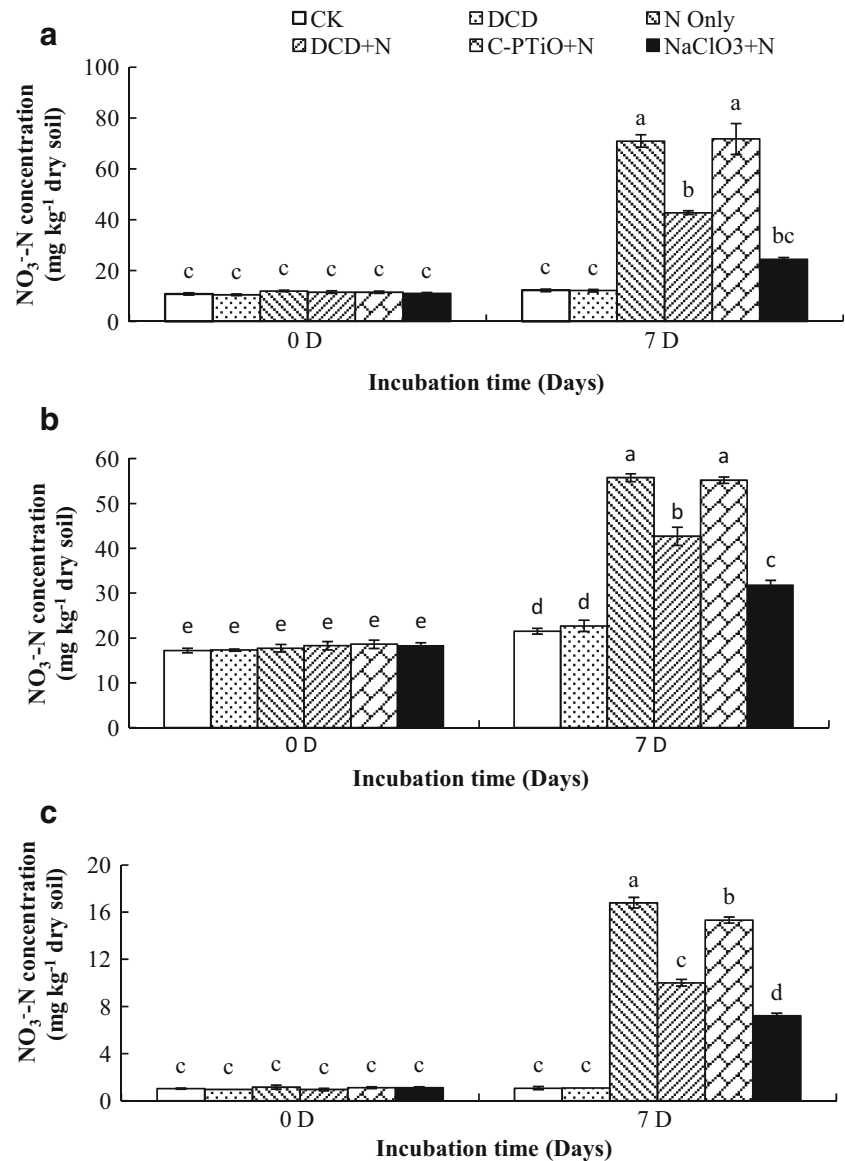 CK DCD N Only
DCD+N C-PTiO+N NaClO3+N
a
NO₃⁻-N concentration
(mg kg⁻¹ dry soil)
100
80
60
40
20
0
c c c c c c
c c a b a bc
0 D 7 D
Incubation time (Days)
b
NO₃⁻-N concentration
(mg kg⁻¹ dry soil)
60
50
40
30
20
10
0
e e e e e e
d d a b a c
0 D 7 D
Incubation time (Days)
c
NO₃⁻-N concentration
(mg kg⁻¹ dry soil)
20
16
12
8
4
0
c c c c c c
c c a c b d
0 D 7 D
Incubation time (Days)